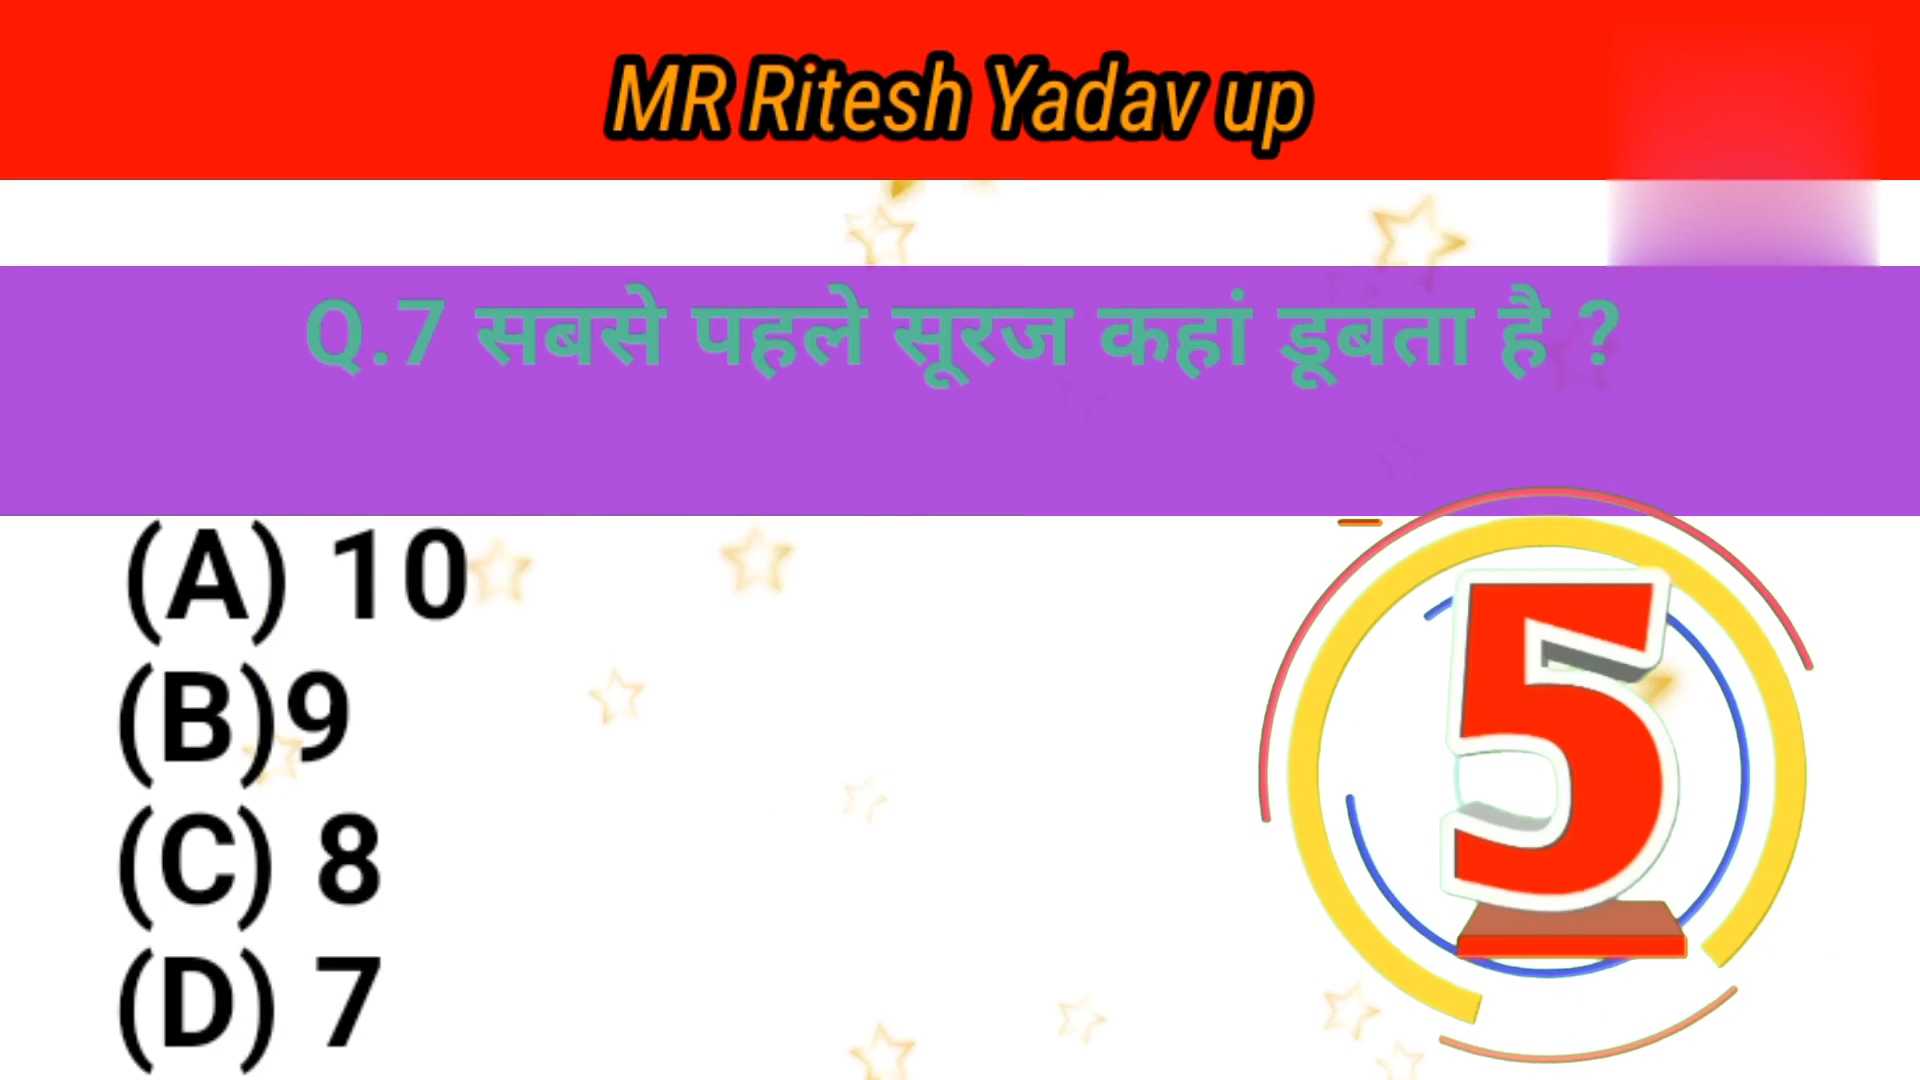 MR Ritesh Yadav up
Q.7 सबसे पहले सूरज कहां डूबता है ?
(A) 10
(B)9
(C) 8
(D) 7
5